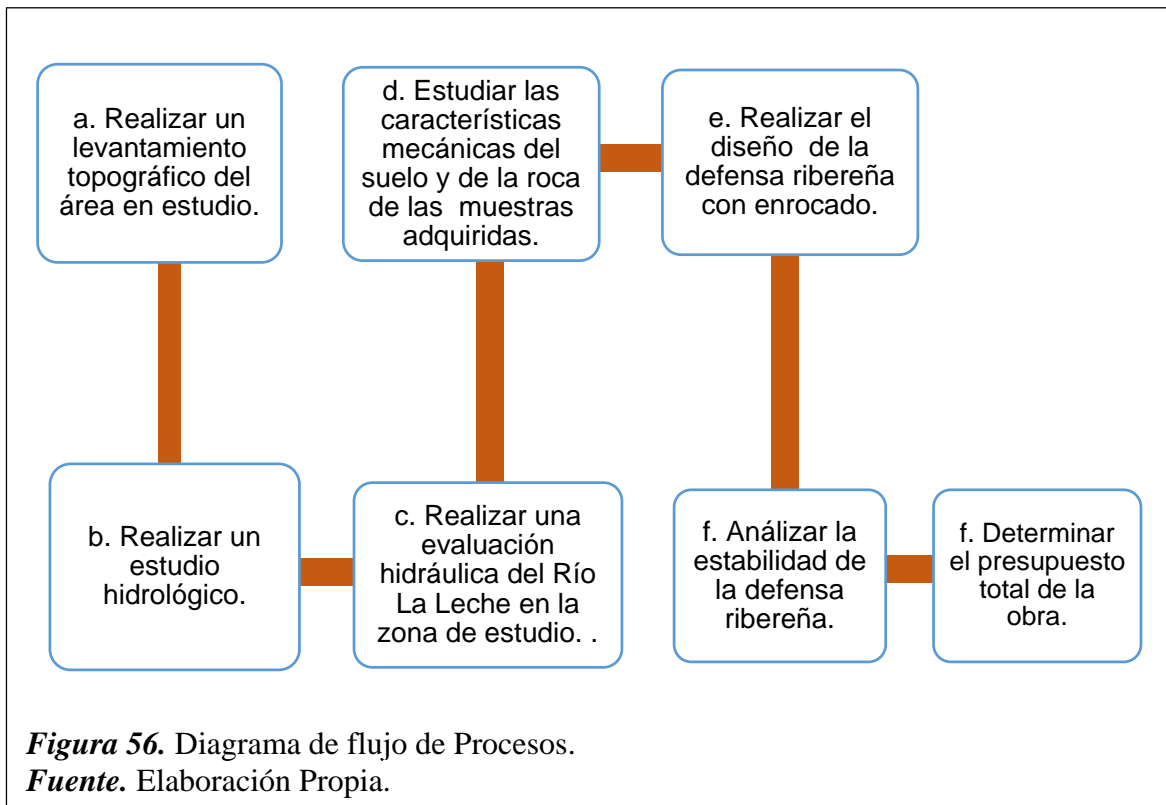 a. Realizar un
levantamiento
topográfico del
área en estudio.
b. Realizar un
estudio
hidrológico.
c. Realizar una
evaluación
hidráulica del Río
La Leche en la
zona de estudio. .
d. Estudiar las
características
mecánicas del
suelo y de la roca
de las  muestras
adquiridas.
e. Realizar el
diseño  de la
defensa ribereña
con enrocado.
f. Análizar la
estabilidad de
la defensa
ribereña.
f. Determinar
el presupuesto
total de la
obra.
Figura 56. Diagrama de flujo de Procesos.
Fuente. Elaboración Propia.